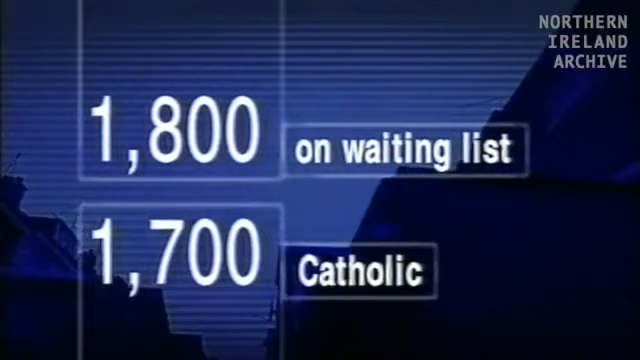 NORTHERN
IRELAND
ARCHIVE
1,800 on waiting list
1,700 Catholic